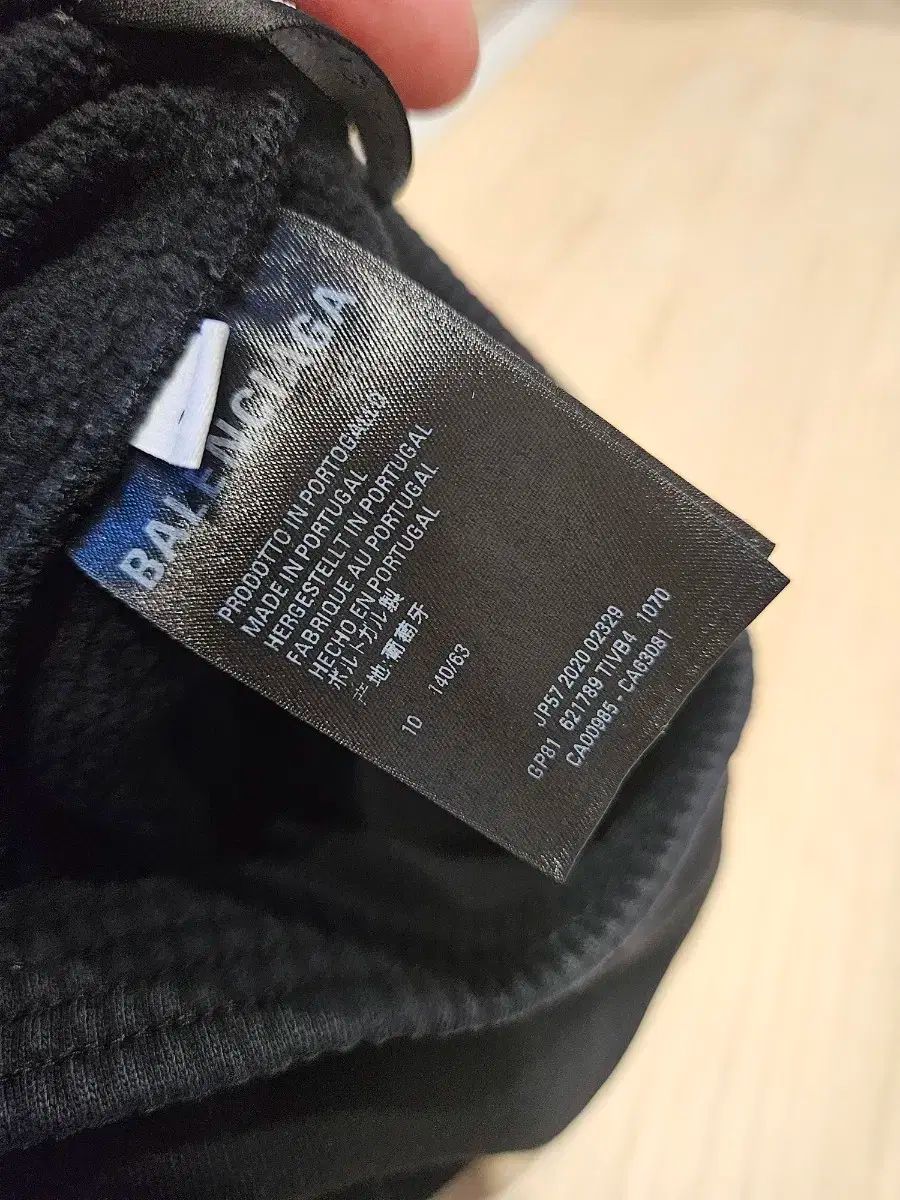 BALENCIAGA
PRODOTTO IN PORTOGALLO
MADE IN PORTUGAL
HERGESTELLT IN PORTUGAL
FABRIQUE AU PORTUGAL
HECHO EN PORTUGAL
ポルトガル製
产地:葡萄牙
10 140/63
JP57 2020 02329
GP81 621789 TIVB4 1070
CA00985 - CA63081